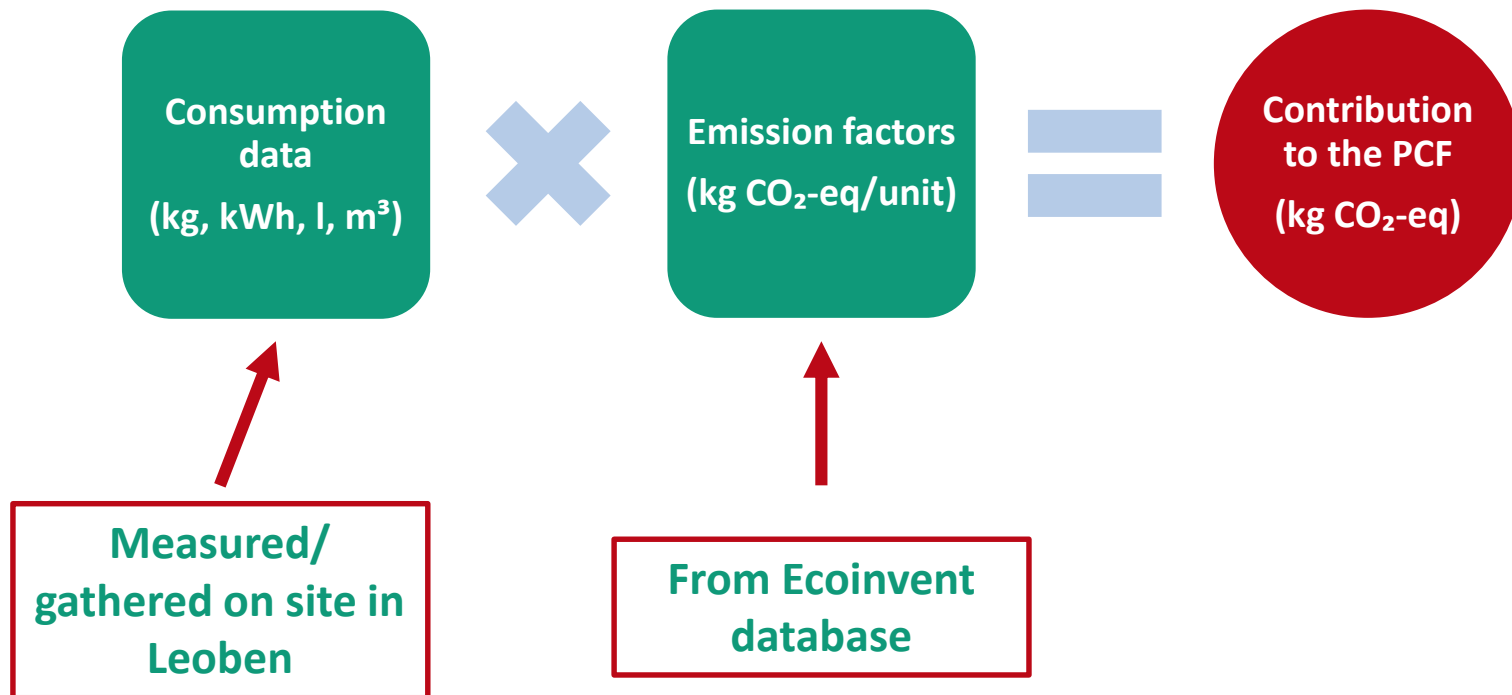 Consumption
data
(kg, kWh, l, m³)
Emission factors
(kg CO₂-eq/unit)
Contribution
to the PCF
(kg CO₂-eq)
Measured/
gathered on site in
Leoben
From Ecoinvent
database